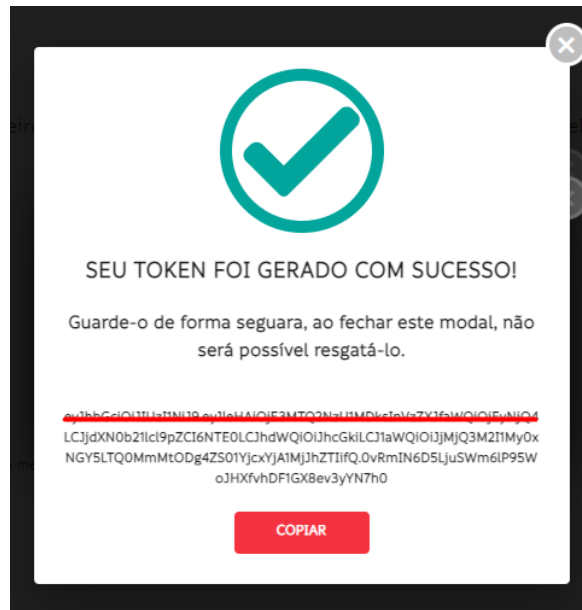 SEU TOKEN FOI GERADO COM SUCESSO!
Guarde-o de forma seguara, ao fechar este modal, não
será possível resgatá-lo.
LCJjdXN0b21lcl9pZCI6NTE0LCJhdWQiOiJhcGkiLCJ1aWQiOiJjMjQ3M2I1My0x
NGY5LTQ0MmMtODg4ZS01YjcxYjA1MjJhZTIifQ.0vRmIN6D5LjuSWm6lP95W
oJHXfvhDF1GX8ev3yYN7h0
COPIAR